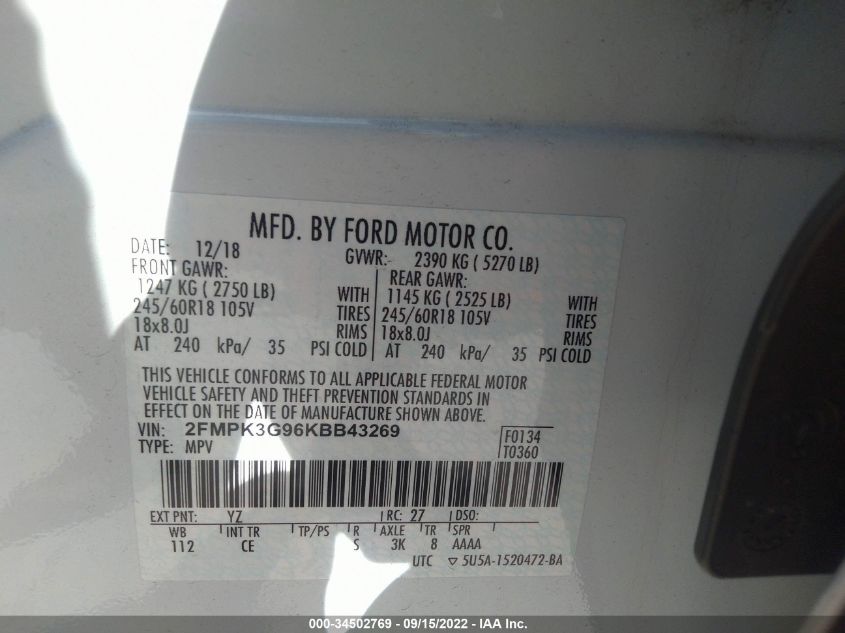 MFD. BY FORD MOTOR CO.
DATE: 12/18 GVWR: 2390 KG ( 5270 LB)
FRONT GAWR: REAR GAWR:
1247 KG ( 2750 LB) WITH 1145 KG ( 2525 LB) WITH
245/60R18 105V TIRES 245/60R18 105V TIRES
18x8.0J RIMS 18x8.0J RIMS
AT 240 kPa/ 35 PSI COLD AT 240 kPa/ 35 PSI COLD
THIS VEHICLE CONFORMS TO ALL APPLICABLE FEDERAL MOTOR
VEHICLE SAFETY AND THEFT PREVENTION STANDARDS IN
EFFECT ON THE DATE OF MANUFACTURE SHOWN ABOVE.
VIN: 2FMPK3G96KBB43269 F0134
TYPE: MPV T0360
EXT PNT: YZ RC: 27 DSO:
WB INT TR TP/PS R AXLE TR SPR
112 CE S 3K 8 AAAA
UTC ▽ 5U5A-1520472-BA
000-34502769 - 09/15/2022 - IAA Inc.